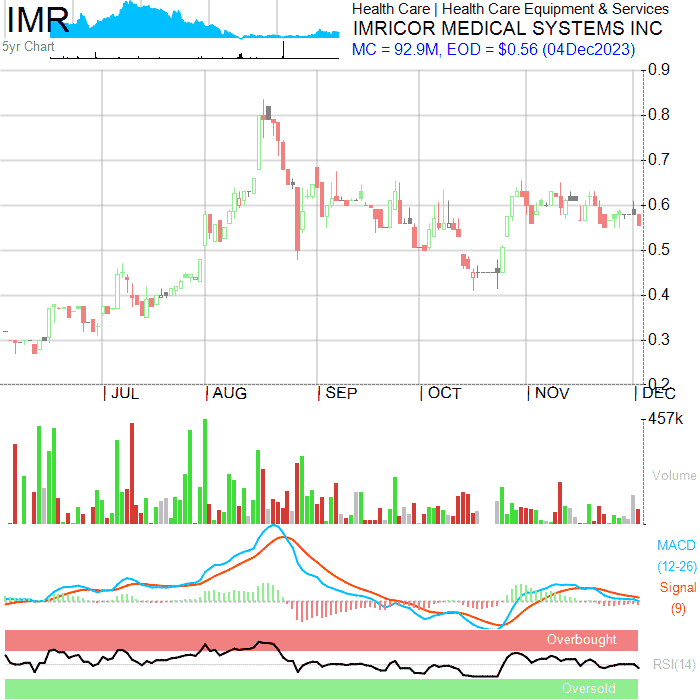 IMR
5yr Chart
Health Care | Health Care Equipment & Services
IMRICOR MEDICAL SYSTEMS INC
MC = 92.9M, EOD = $0.56 (04Dec2023)
0.9
0.8
0.7
0.6
0.5
0.4
0.3
0.2
JUL
AUG
SEP
OCT
NOV
DEC
457k
Volume
MACD
(12-26)
Signal
(9)
Overbought
RSI(14)
Oversold